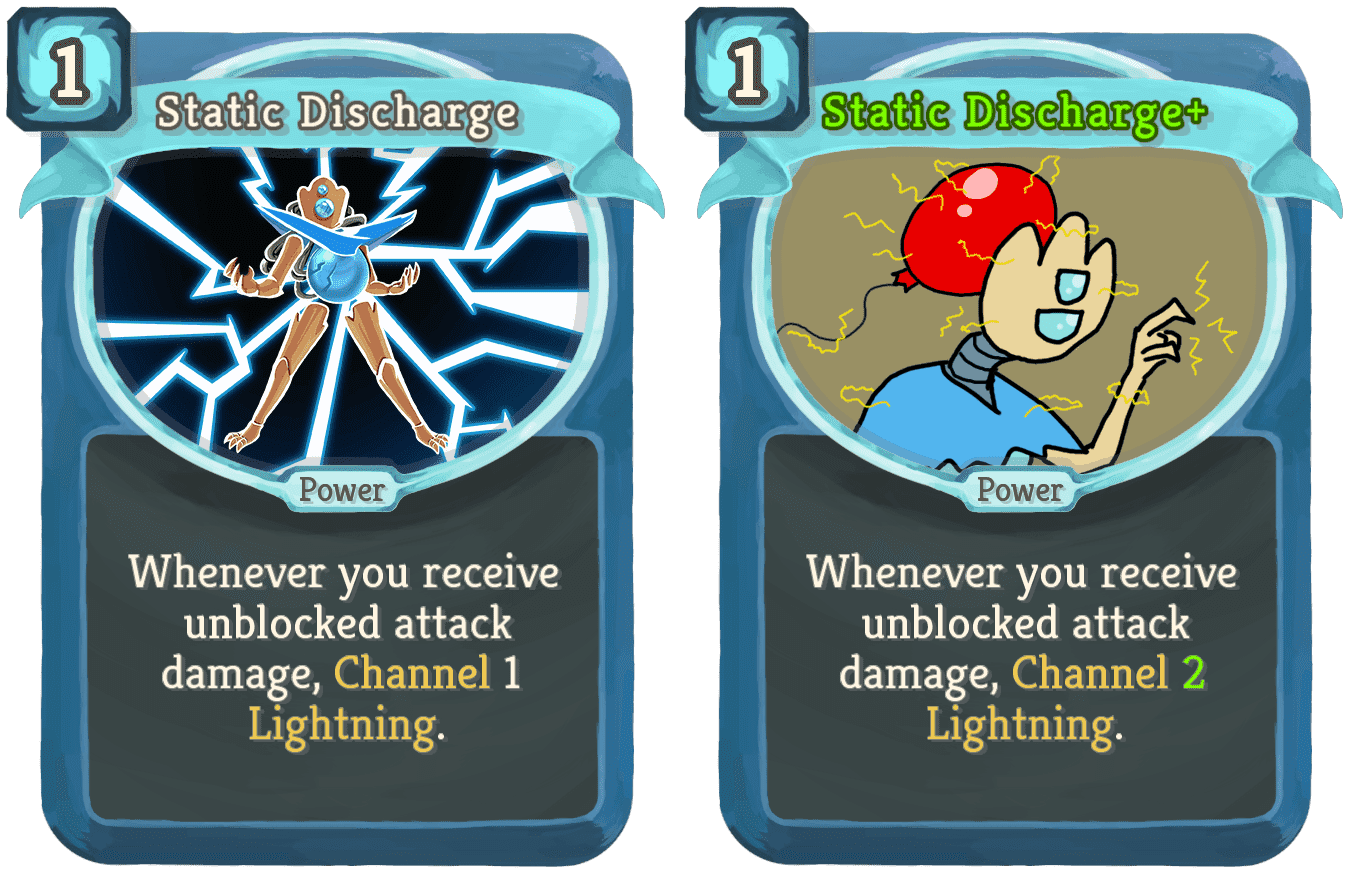 1
Static Discharge
Power
Whenever you receive
unblocked attack
damage, Channel 1
Lightning.
1
Static Discharge+
Power
Whenever you receive
unblocked attack
damage, Channel 2
Lightning.